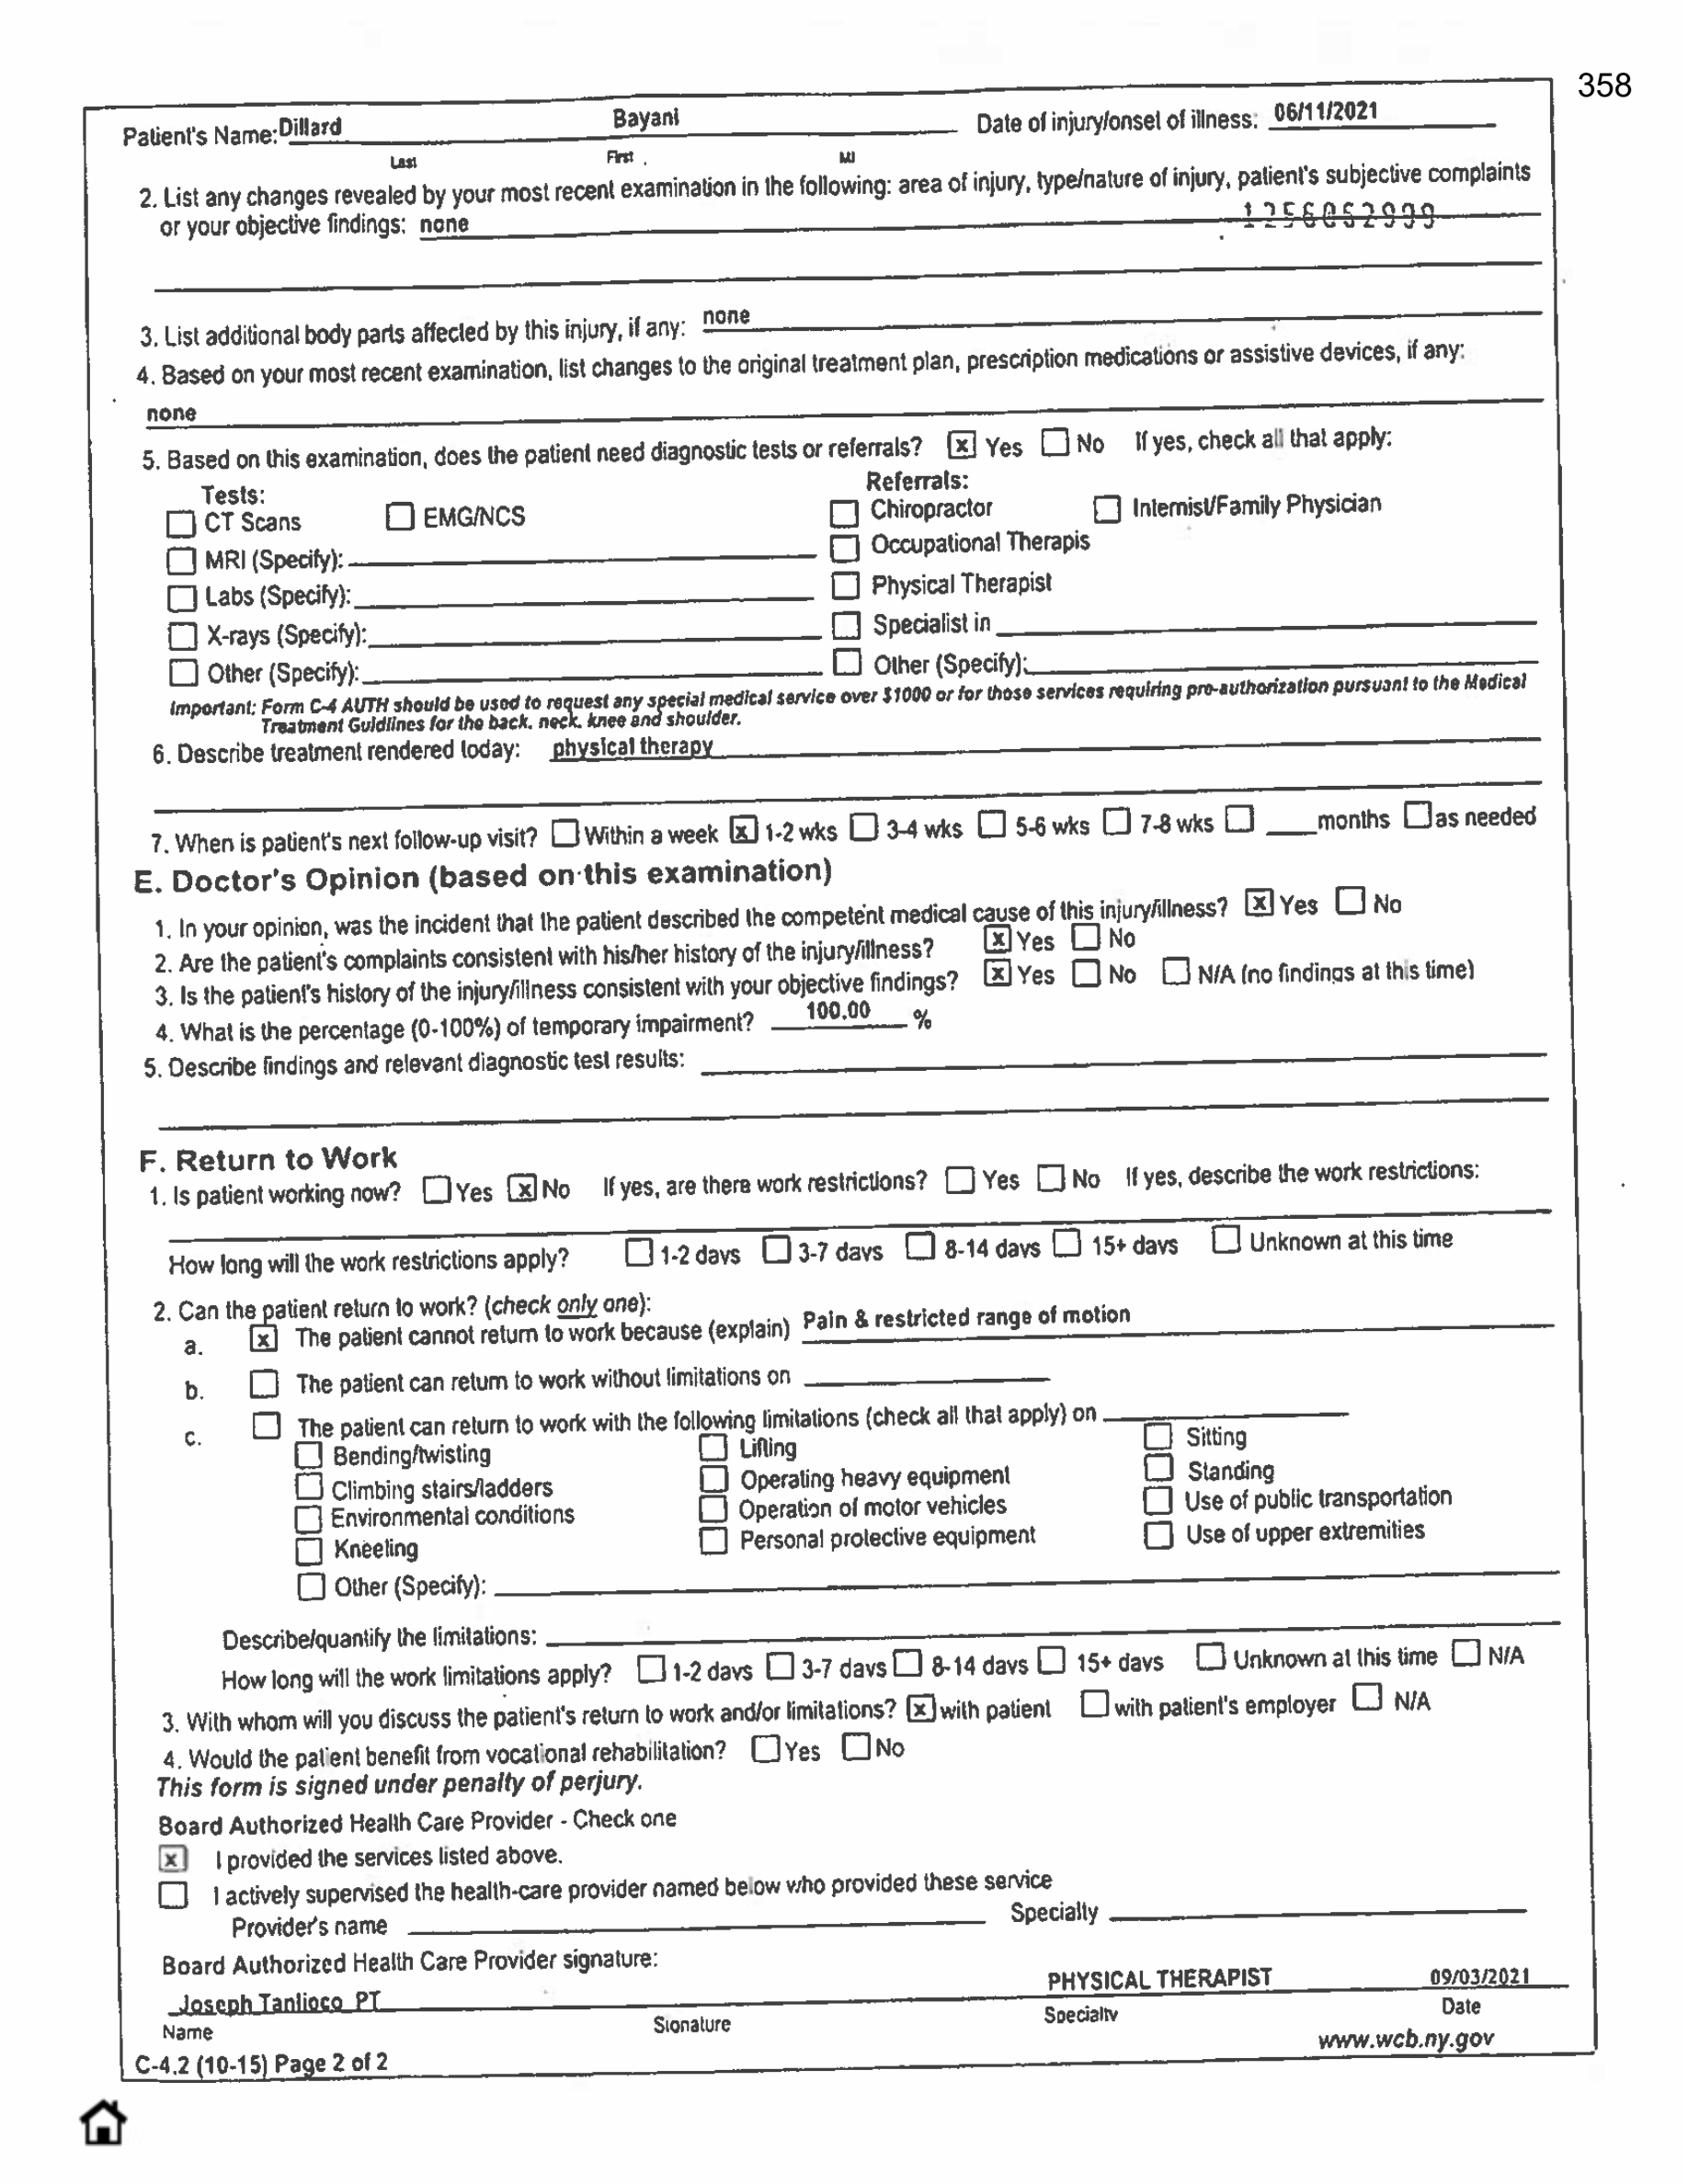 358
Patient's Name: Dillard Bayani Date of injury/onset of illness: 06/11/2021
Last First MI
2. List any changes revealed by your most recent examination in the following: area of injury, type/nature of injury, patient's subjective complaints
or your objective findings: none
3. List additional body parts affected by this injury, if any: none
4. Based on your most recent examination, list changes to the original treatment plan, prescription medications or assistive devices, if any:
none
5. Based on this examination, does the patient need diagnostic tests or referrals? [x] Yes [ ] No If yes, check all that apply:
Tests: Referrals:
[ ] CT Scans [ ] EMG/NCS [ ] Chiropractor [ ] Internist/Family Physician
[ ] MRI (Specify): [ ] Occupational Therapis
[ ] Labs (Specify): [ ] Physical Therapist
[ ] X-rays (Specify): [ ] Specialist in
[ ] Other (Specify): [ ] Other (Specify):
Important: Form C-4 AUTH should be used to request any special medical service over $1000 or for those services requiring pre-authorization pursuant to the Medical
Treatment Guidlines for the back, neck, knee and shoulder.
6. Describe treatment rendered today: physical therapy
7. When is patient's next follow-up visit? [ ] Within a week [x] 1-2 wks [ ] 3-4 wks [ ] 5-6 wks [ ] 7-8 wks [ ] ____months [ ] as needed
E. Doctor's Opinion (based on this examination)
1. In your opinion, was the incident that the patient described the competent medical cause of this injury/illness? [x] Yes [ ] No
2. Are the patient's complaints consistent with his/her history of the injury/illness? [x] Yes [ ] No
3. Is the patient's history of the injury/illness consistent with your objective findings? [x] Yes [ ] No [ ] N/A (no findings at this time)
4. What is the percentage (0-100%) of temporary impairment? 100.00 %
5. Describe findings and relevant diagnostic test results:
F. Return to Work
1. Is patient working now? [ ] Yes [x] No If yes, are there work restrictions? [ ] Yes [ ] No If yes, describe the work restrictions:
How long will the work restrictions apply? [ ] 1-2 days [ ] 3-7 days [ ] 8-14 days [ ] 15+ days [ ] Unknown at this time
2. Can the patient return to work? (check only one):
a. [x] The patient cannot return to work because (explain) Pain & restricted range of motion
b. [ ] The patient can return to work without limitations on
c. [ ] The patient can return to work with the following limitations (check all that apply) on
[ ] Bending/twisting [ ] Lifting [ ] Sitting
[ ] Climbing stairs/ladders [ ] Operating heavy equipment [ ] Standing
[ ] Environmental conditions [ ] Operation of motor vehicles [ ] Use of public transportation
[ ] Kneeling [ ] Personal protective equipment [ ] Use of upper extremities
[ ] Other (Specify):
Describe/quantify the limitations:
How long will the work limitations apply? [ ] 1-2 days [ ] 3-7 days [ ] 8-14 days [ ] 15+ days [ ] Unknown at this time [ ] N/A
3. With whom will you discuss the patient's return to work and/or limitations? [x] with patient [ ] with patient's employer [ ] N/A
4. Would the patient benefit from vocational rehabilitation? [ ] Yes [ ] No
This form is signed under penalty of perjury.
Board Authorized Health Care Provider - Check one
[x] I provided the services listed above.
[ ] I actively supervised the health-care provider named below who provided these service
Provider's name Specialty
Board Authorized Health Care Provider signature:
Joseph Tanlioco PT PHYSICAL THERAPIST 09/03/2021
Name Signature Specialty Date
www.wcb.ny.gov
C-4.2 (10-15) Page 2 of 2